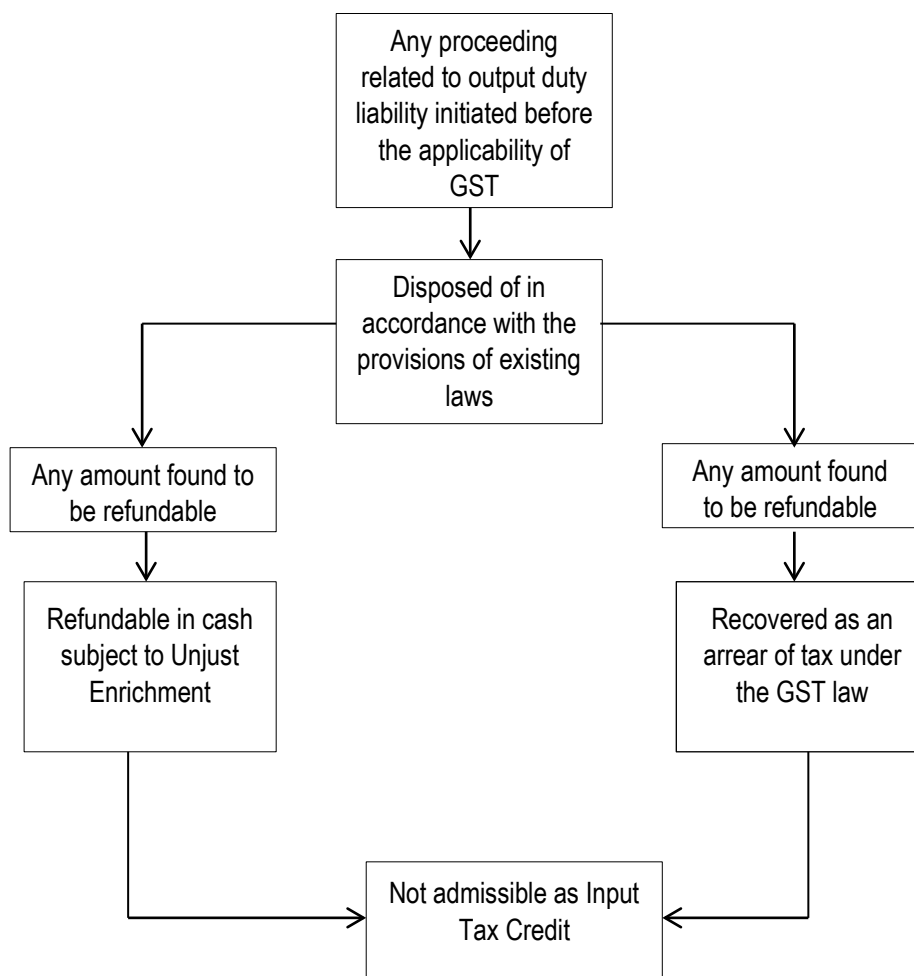 Any proceeding
related to output duty
liability initiated before
the applicability of
GST
Disposed of in
accordance with the
provisions of existing
laws
Any amount found to
be refundable
Any amount found
to be refundable
Refundable in cash
subject to Unjust
Enrichment
Recovered as an
arrear of tax under
the GST law
Not admissible as Input
Tax Credit